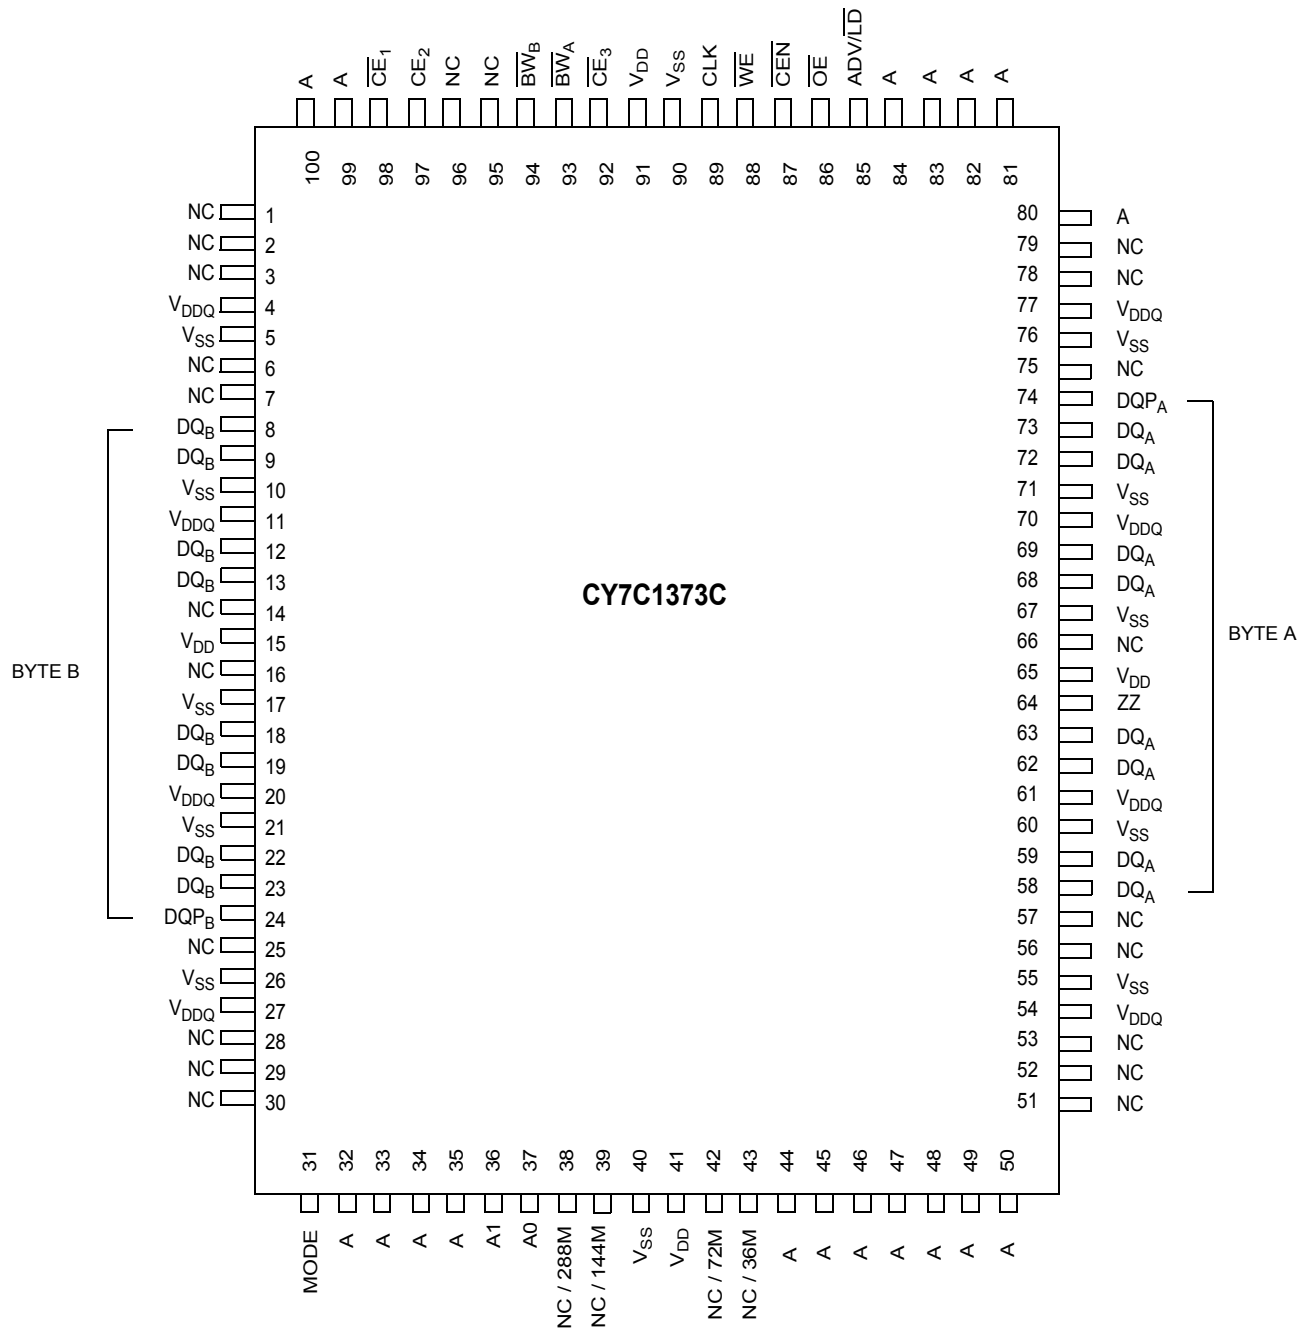 A A CE1 CE2 NC NC BWB BWA CE3 VDD VSS CLK WE CEN OE ADV/LD A A A A
100 99 98 97 96 95 94 93 92 91 90 89 88 87 86 85 84 83 82 81
NC 1 80 A
NC 2 79 NC
NC 3 78 NC
VDDQ 4 77 VDDQ
VSS 5 76 VSS
NC 6 75 NC
NC 7 74 DQPA
DQB 8 73 DQA
DQB 9 72 DQA
VSS 10 71 VSS
VDDQ 11 70 VDDQ
DQB 12 69 DQA
DQB 13 68 DQA
CY7C1373C
NC 14 67 VSS
VDD 15 66 NC
BYTE A
NC 16 65 VDD
BYTE B
VSS 17 64 ZZ
DQB 18 63 DQA
DQB 19 62 DQA
VDDQ 20 61 VDDQ
VSS 21 60 VSS
DQB 22 59 DQA
DQB 23 58 DQA
DQPB 24 57 NC
NC 25 56 NC
VSS 26 55 VSS
VDDQ 27 54 VDDQ
NC 28 53 NC
NC 29 52 NC
NC 30 51 NC
31 32 33 34 35 36 37 38 39 40 41 42 43 44 45 46 47 48 49 50
MODE A A A A A1 A0 NC / 288M NC / 144M VSS VDD NC / 72M NC / 36M A A A A A A A